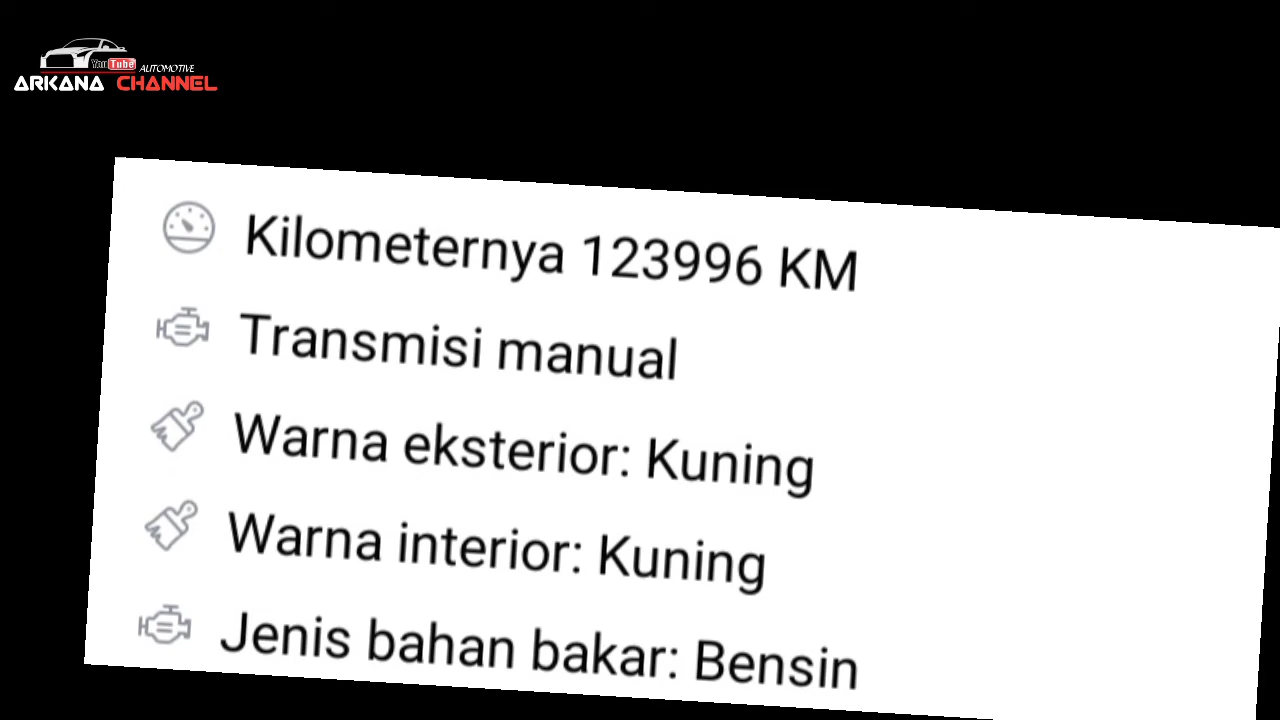 YouTube
AUTOMOTIVE
ARKANA CHANNEL
Kilometernya 123996 KM
Transmisi manual
Warna eksterior: Kuning
Warna interior: Kuning
Jenis bahan bakar: Bensin